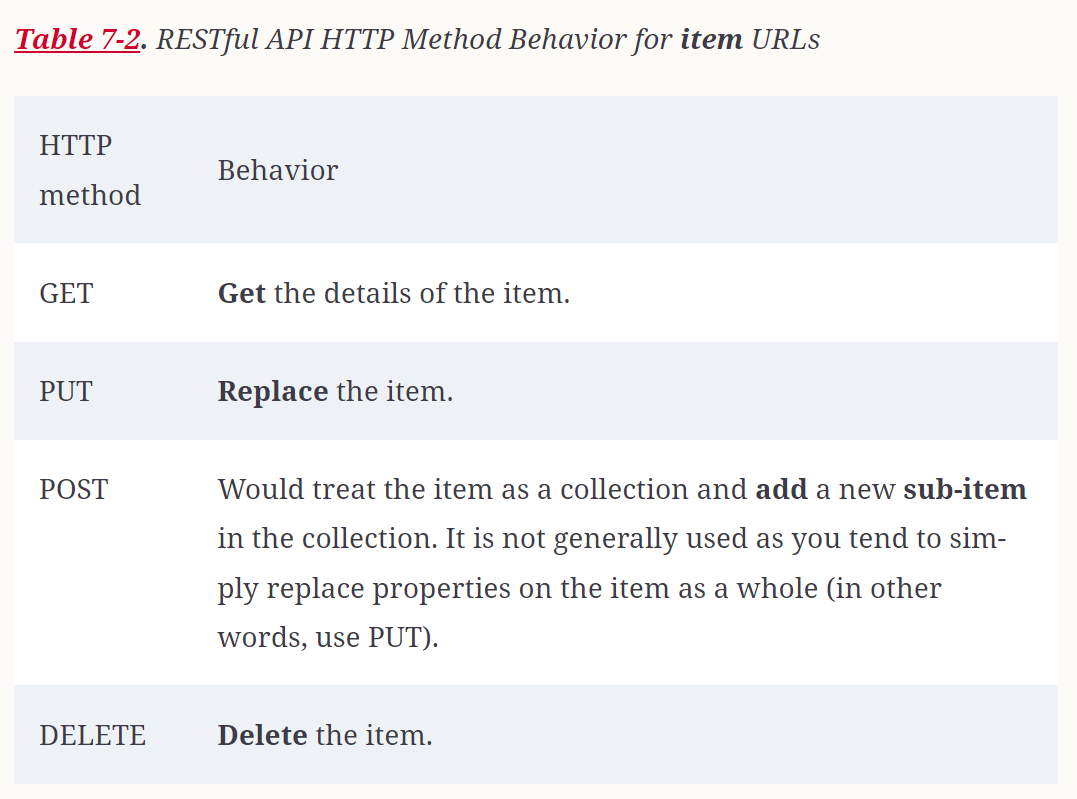 Table 7-2. RESTful API HTTP Method Behavior for item URLs
HTTP
method
Behavior
GET
Get the details of the item.
PUT
Replace the item.
POST
Would treat the item as a collection and add a new sub-item
in the collection. It is not generally used as you tend to sim-
ply replace properties on the item as a whole (in other
words, use PUT).
DELETE
Delete the item.